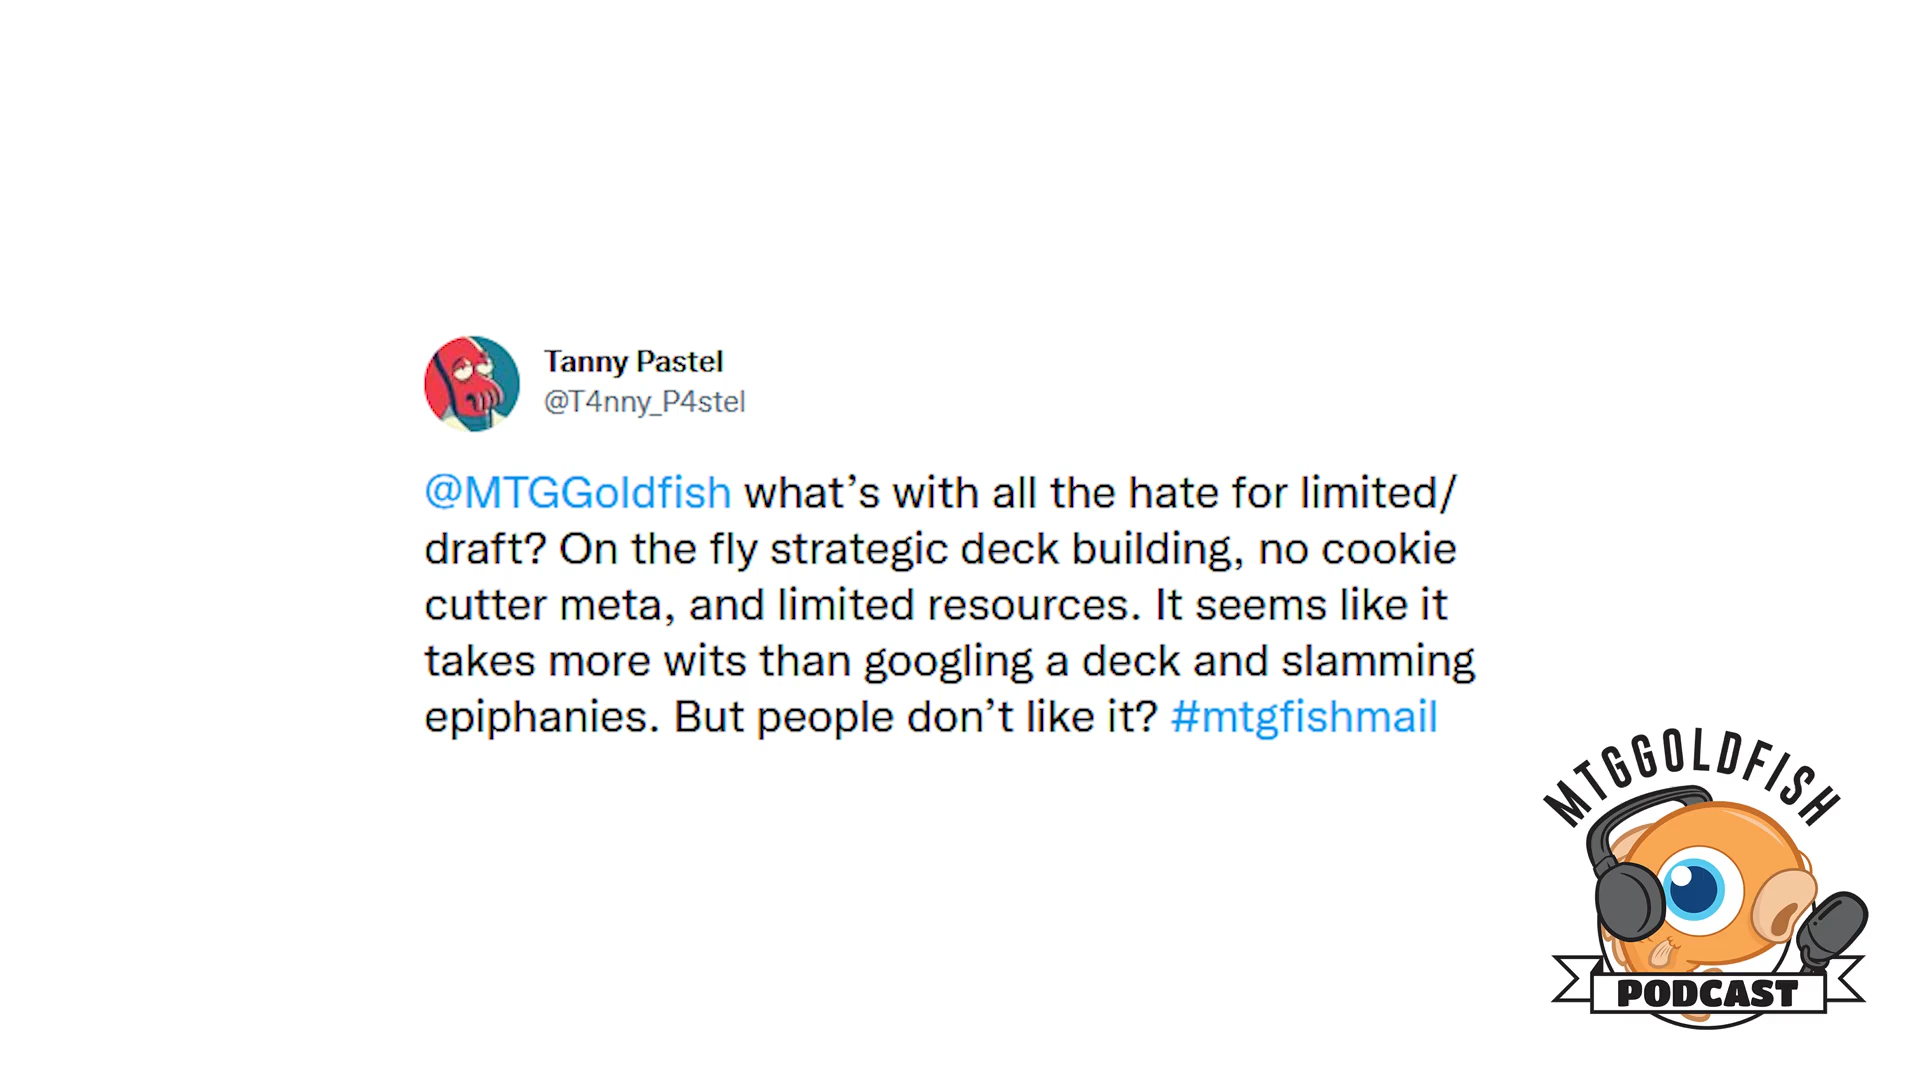 Tanny Pastel
@T4nny_P4stel
@MTGGoldfish what’s with all the hate for limited/
draft? On the fly strategic deck building, no cookie
cutter meta, and limited resources. It seems like it
takes more wits than googling a deck and slamming
epiphanies. But people don’t like it? #mtgfishmail
MTGGOLDFISH
PODCAST